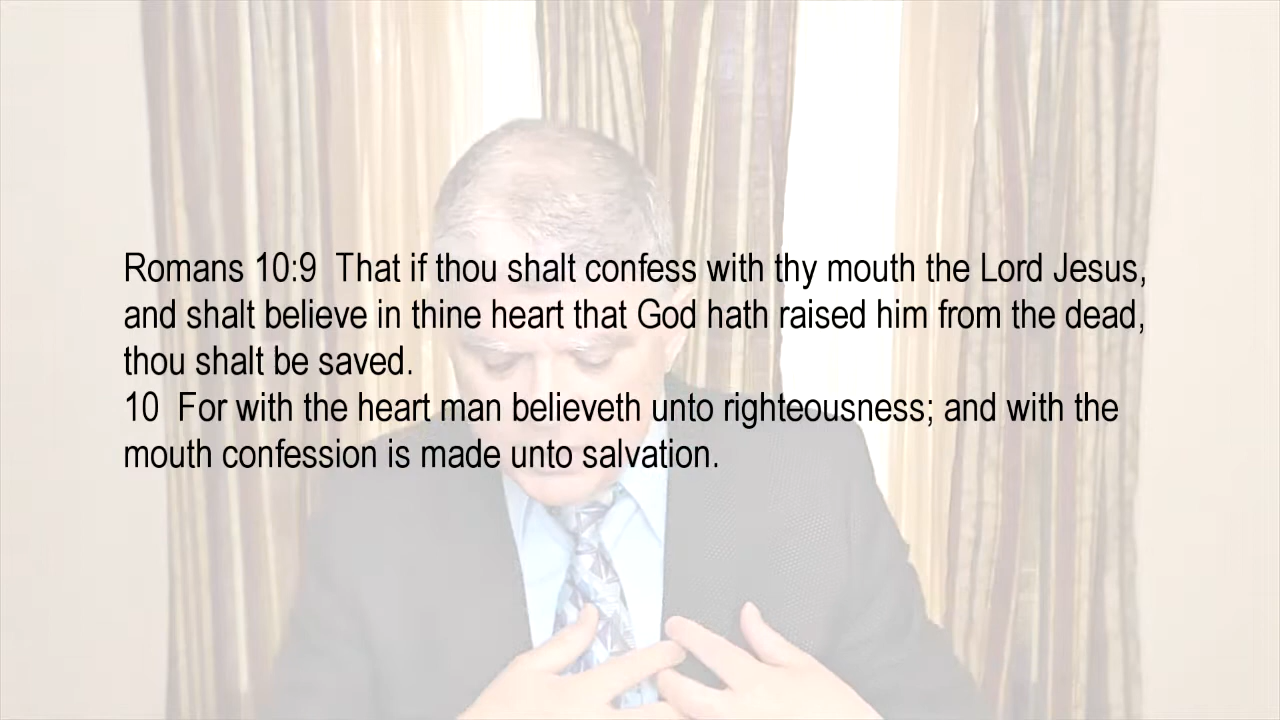 Romans 10:9  That if thou shalt confess with thy mouth the Lord Jesus,
and shalt believe in thine heart that God hath raised him from the dead,
thou shalt be saved.
10  For with the heart man believeth unto righteousness; and with the
mouth confession is made unto salvation.